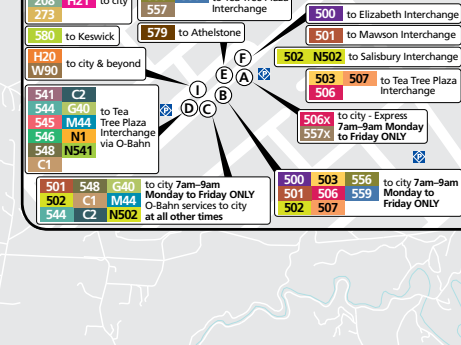 208 H21 to city
273
557 to Tea Tree Plaza
Interchange
500 to Elizabeth Interchange
580 to Keswick
579 to Athelstone
501 to Mawson Interchange
H20
W90 to city & beyond
502 N502 to Salisbury Interchange
F
E A
I B
D C
503 507
506 to Tea Tree Plaza
Interchange
541 C2
544 G40
545 M44
546 N1
548 N541
C1
to Tea
Tree Plaza
Interchange
via O-Bahn
506x
557x
to city - Express
7am–9am Monday
to Friday ONLY
501 548 G40
502 C1 M44
544 C2 N502
to city 7am–9am
Monday to Friday ONLY
O-Bahn services to city
at all other times
500 503 556
501 506 559
502 507
to city 7am–9am
Monday to
Friday ONLY